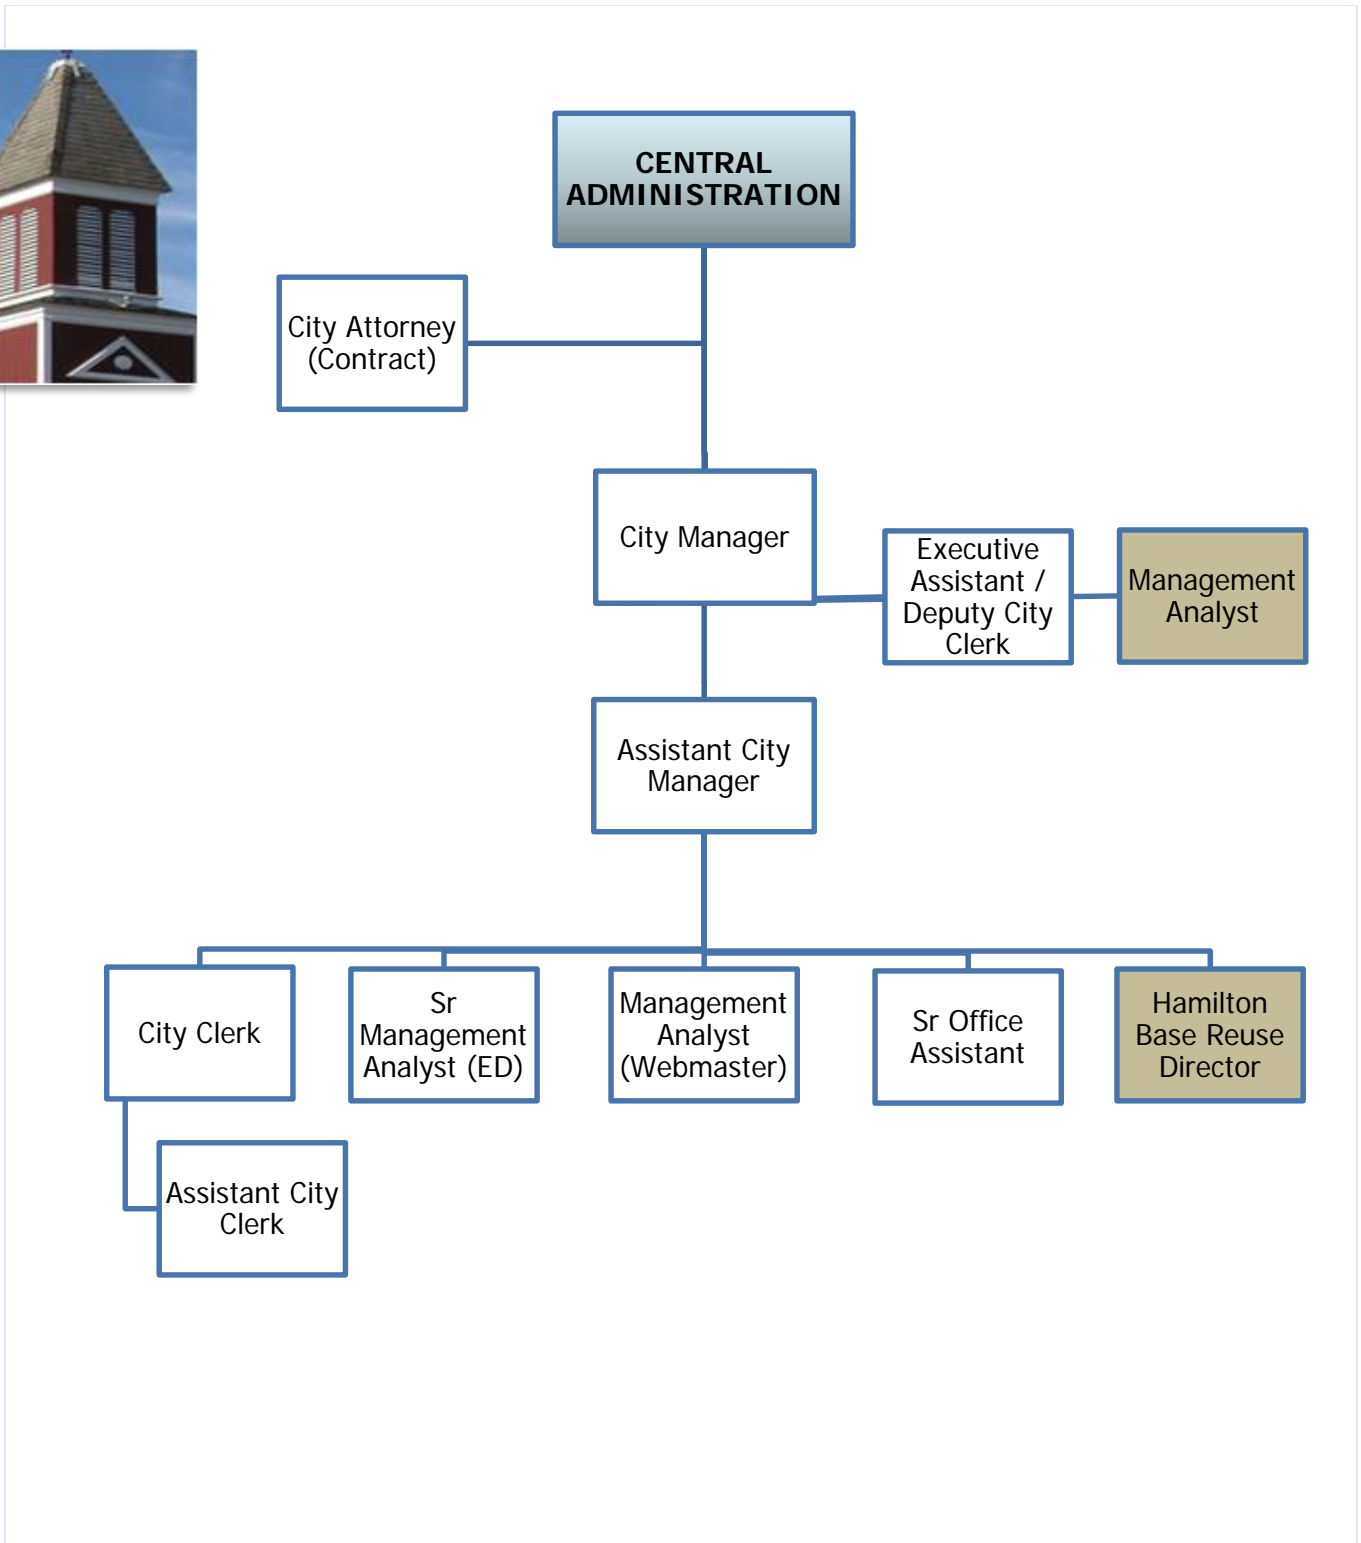 CENTRAL
ADMINISTRATION
City Attorney
(Contract)
City Manager
Executive
Assistant /
Deputy City
Clerk
Management
Analyst
Assistant City
Manager
City Clerk
Sr
Management
Analyst (ED)
Management
Analyst
(Webmaster)
Sr Office
Assistant
Hamilton
Base Reuse
Director
Assistant City
Clerk